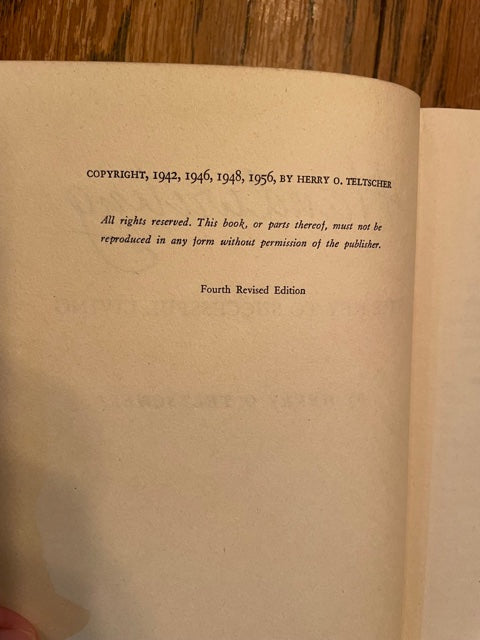 COPYRIGHT, 1942, 1946, 1948, 1956, BY HERRY O. TELTSCHER
All rights reserved. This book, or parts thereof, must not be
reproduced in any form without permission of the publisher.
Fourth Revised Edition